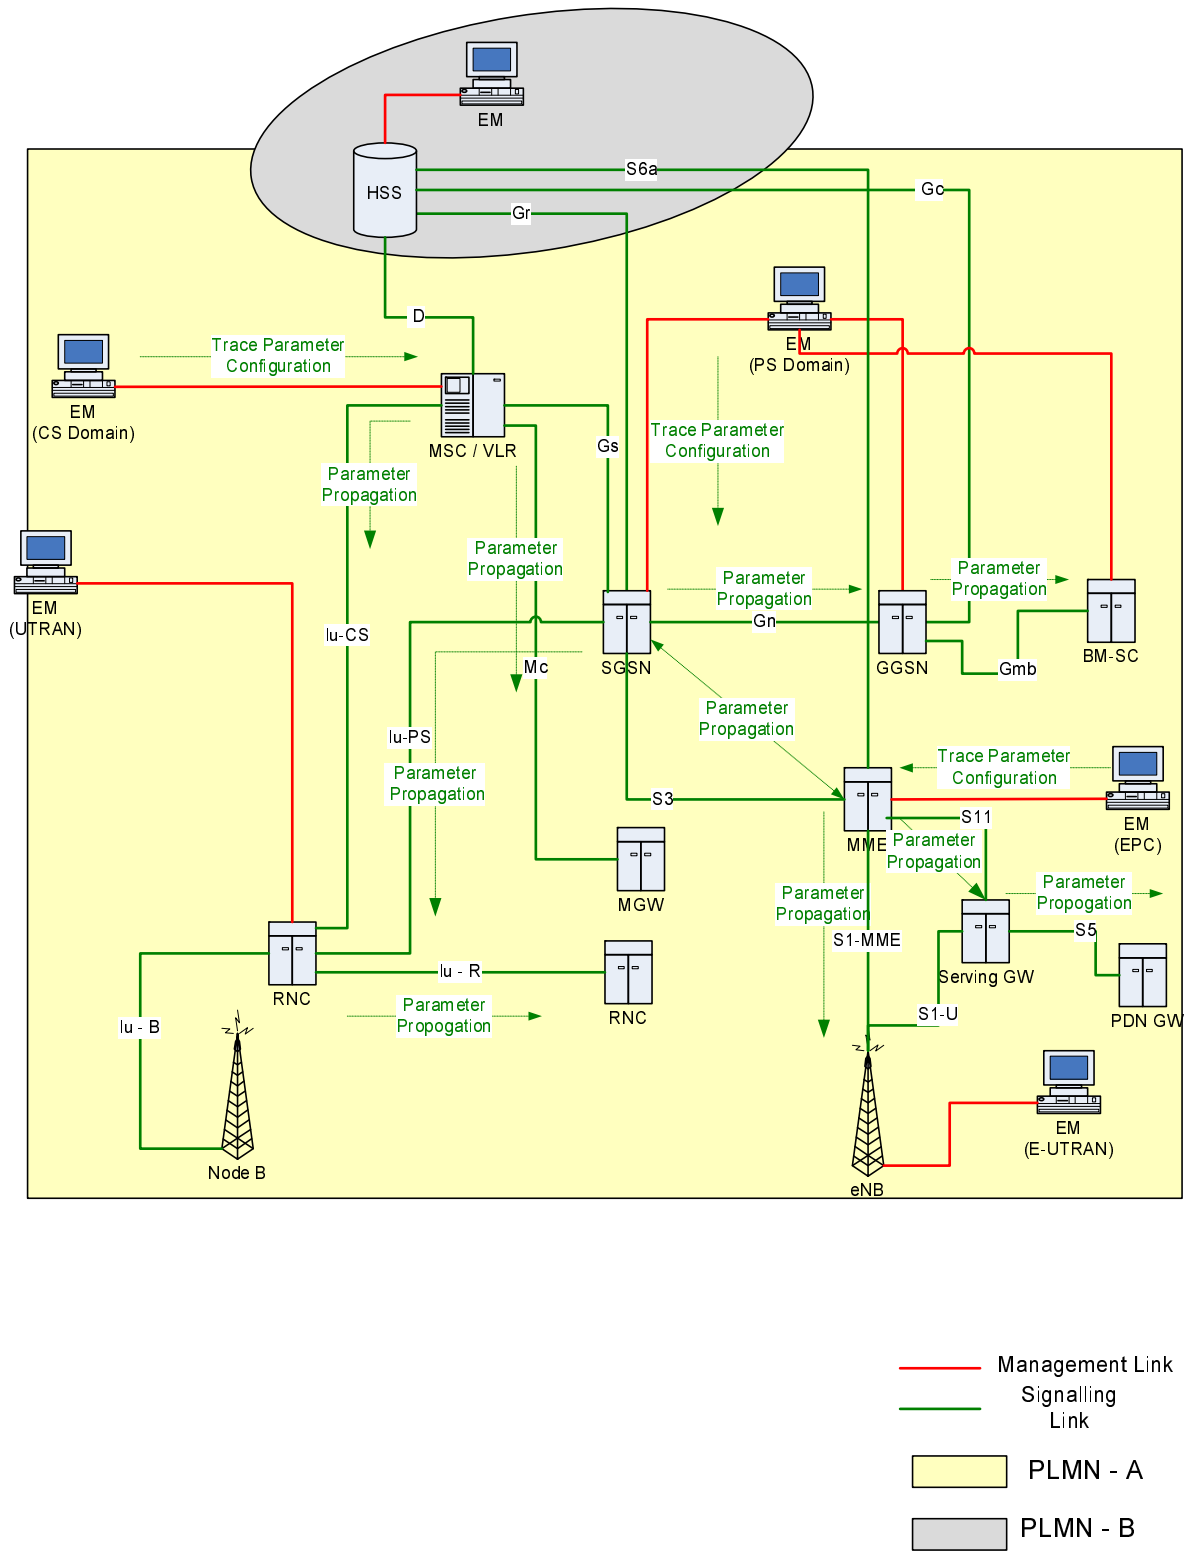 EM
S6a
HSS
Gc
Gr
D
Trace Parameter
Configuration
EM
(PS Domain)
EM
(CS Domain)
MSC / VLR
Gs
Trace Parameter
Configuration
Parameter
Propagation
Parameter
Propagation
Parameter
Propagation
Parameter
Propagation
EM
(UTRAN)
Iu-CS
Gn
SGSN
GGSN
BM-SC
Gmb
Mc
Parameter
Propagation
Iu-PS
Parameter
Propagation
Trace Parameter
Configuration
S3
S11
MME
EM
(EPC)
Parameter
Propagation
MGW
Parameter
Propagation
Parameter
Propogation
S1-MME
S5
Iu - R
Serving GW
RNC
Parameter
Propogation
RNC
S1-U
PDN GW
Iu - B
Node B
EM
(E-UTRAN)
eNB
Management Link
Signalling
Link
PLMN - A
PLMN - B